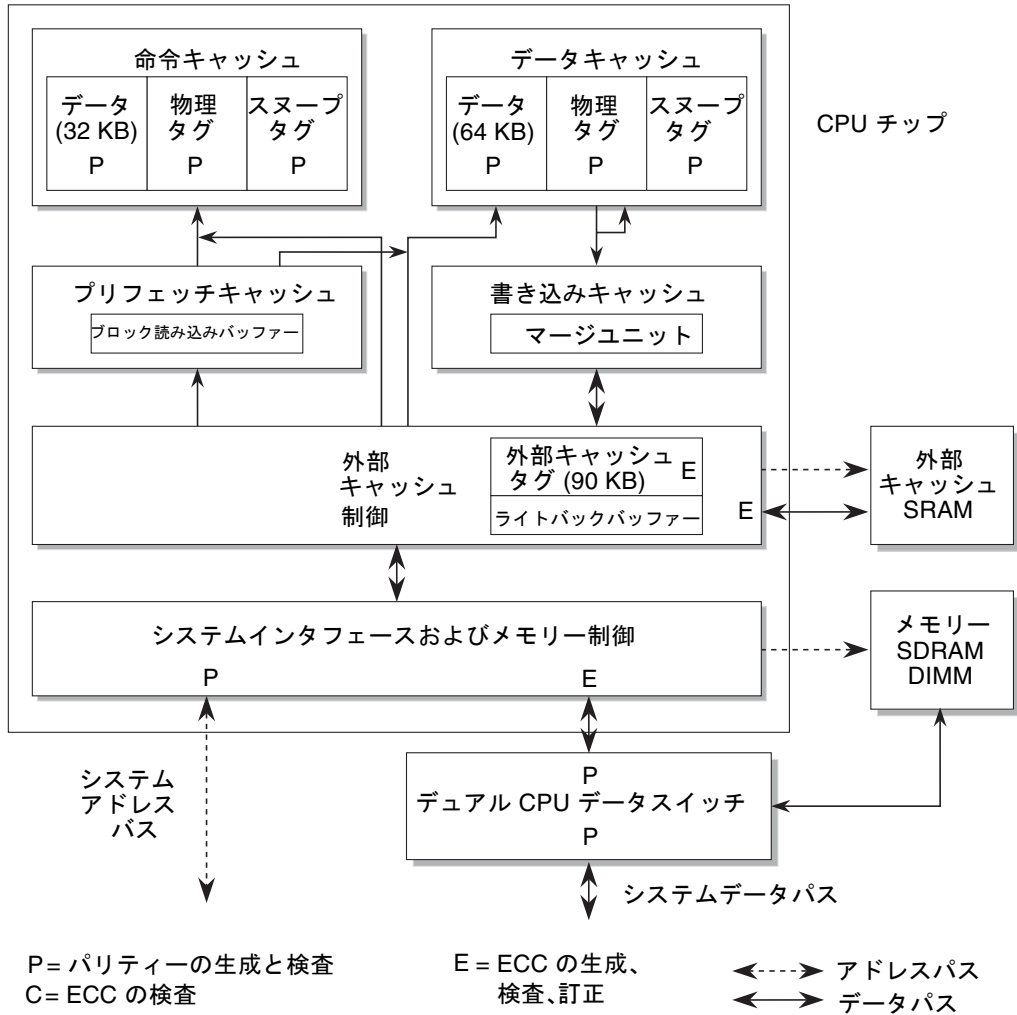 命令キャッシュ
データ
(32 KB)
P
物理
タグ
P
スヌープ
タグ
P
データキャッシュ
データ
(64 KB)
P
物理
タグ
P
スヌープ
タグ
P
CPU チップ
プリフェッチキャッシュ
ブロック読み込みバッファー
書き込みキャッシュ
マージユニット
外部
キャッシュ
制御
外部キャッシュ
タグ (90 KB)
E
ライトバックバッファー
E
外部
キャッシュ
SRAM
システムインタフェースおよびメモリー制御
P
E
メモリー
SDRAM
DIMM
システム
アドレス
バス
P
デュアル CPU データスイッチ
P
システムデータパス
P= パリティーの生成と検査
C= ECC の検査
E = ECC の生成、
検査、訂正
アドレスパス
データパス